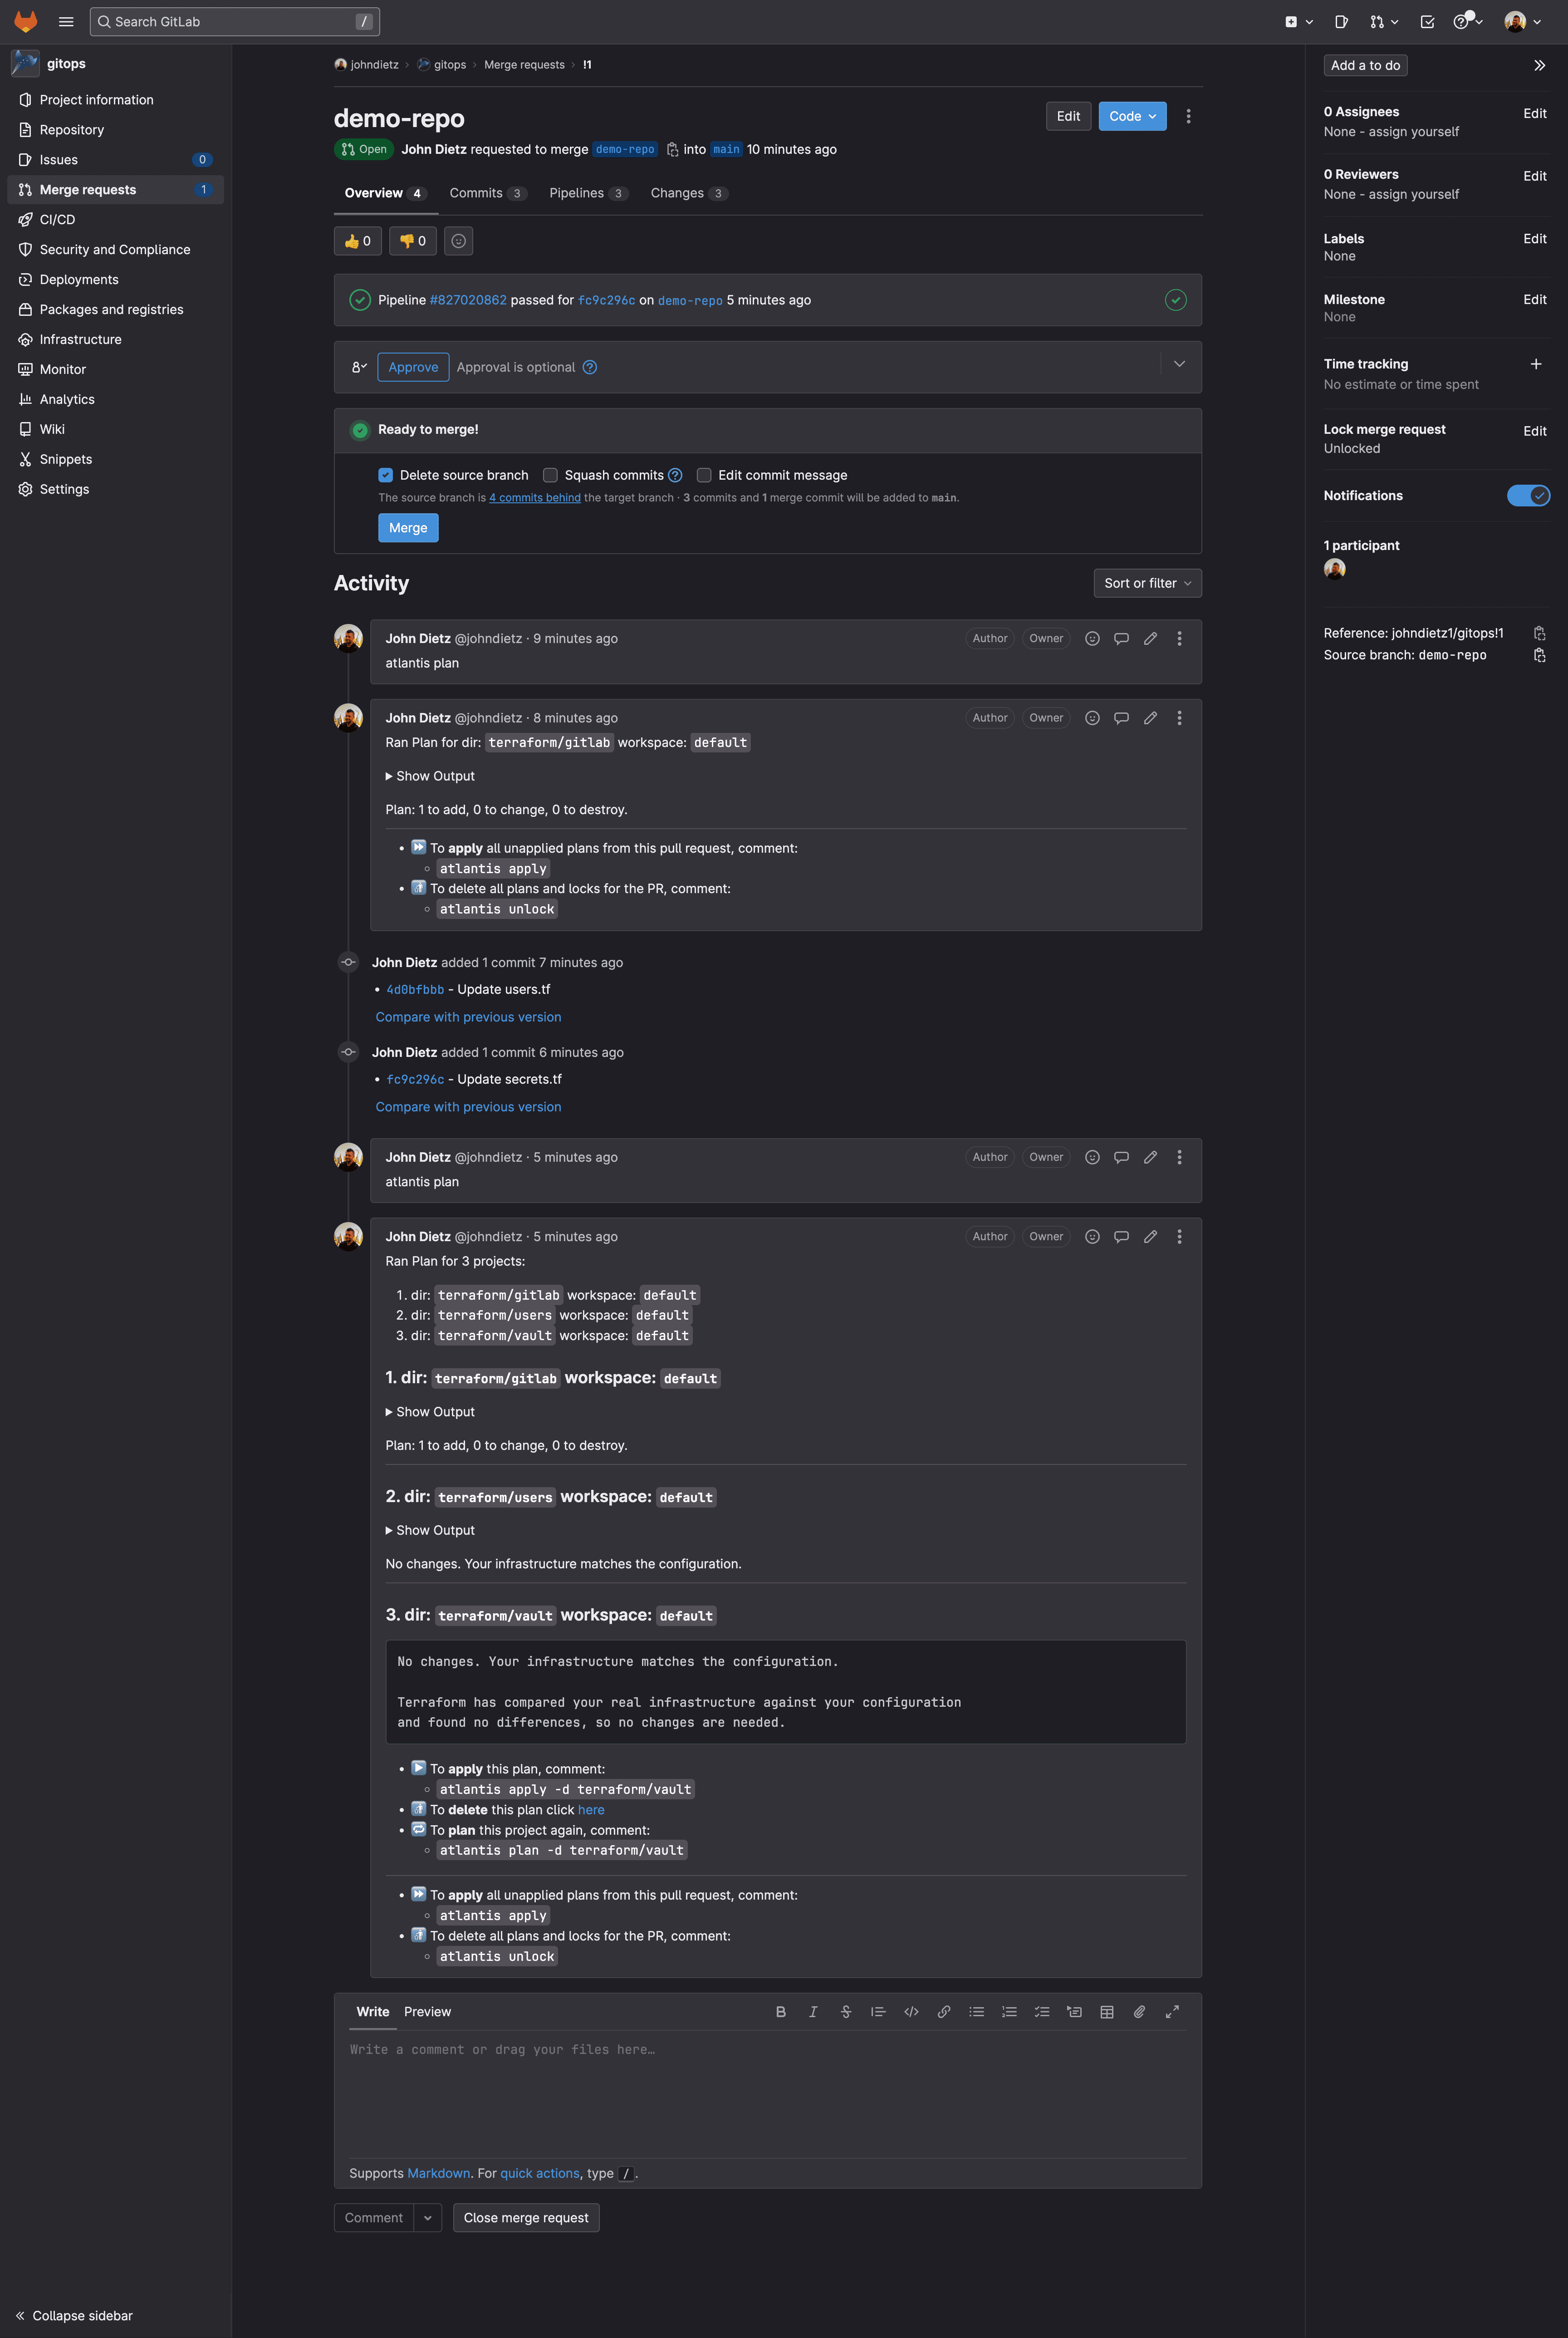 Search GitLab /
gitops
Project information
Repository
Issues 0
Merge requests 1
CI/CD
Security and Compliance
Deployments
Packages and registries
Infrastructure
Monitor
Analytics
Wiki
Snippets
Settings
Collapse sidebar
johndietz › gitops › Merge requests › !1
demo-repo
Edit Code
Open John Dietz requested to merge demo-repo into main 10 minutes ago
Overview 4 Commits 3 Pipelines 3 Changes 3
👍 0 👎 0
Pipeline #827020862 passed for fc9c296c on demo-repo 5 minutes ago
Approve Approval is optional
Ready to merge!
Delete source branch Squash commits Edit commit message
The source branch is 4 commits behind the target branch · 3 commits and 1 merge commit will be added to main.
Merge
Activity
Sort or filter
John Dietz @johndietz · 9 minutes ago Author Owner
atlantis plan
John Dietz @johndietz · 8 minutes ago Author Owner
Ran Plan for dir: terraform/gitlab workspace: default
Show Output
Plan: 1 to add, 0 to change, 0 to destroy.
• ⏩ To apply all unapplied plans from this pull request, comment:
◦ atlantis apply
• 🚮 To delete all plans and locks for the PR, comment:
◦ atlantis unlock
John Dietz added 1 commit 7 minutes ago
• 4d0bfbbb - Update users.tf
Compare with previous version
John Dietz added 1 commit 6 minutes ago
• fc9c296c - Update secrets.tf
Compare with previous version
John Dietz @johndietz · 5 minutes ago Author Owner
atlantis plan
John Dietz @johndietz · 5 minutes ago Author Owner
Ran Plan for 3 projects:
1. dir: terraform/gitlab workspace: default
2. dir: terraform/users workspace: default
3. dir: terraform/vault workspace: default
1. dir: terraform/gitlab workspace: default
Show Output
Plan: 1 to add, 0 to change, 0 to destroy.
2. dir: terraform/users workspace: default
Show Output
No changes. Your infrastructure matches the configuration.
3. dir: terraform/vault workspace: default
No changes. Your infrastructure matches the configuration.
Terraform has compared your real infrastructure against your configuration
and found no differences, so no changes are needed.
• ▶️ To apply this plan, comment:
◦ atlantis apply -d terraform/vault
• 🚮 To delete this plan click here
• 🔁 To plan this project again, comment:
◦ atlantis plan -d terraform/vault
• ⏩ To apply all unapplied plans from this pull request, comment:
◦ atlantis apply
• 🚮 To delete all plans and locks for the PR, comment:
◦ atlantis unlock
Write Preview
Write a comment or drag your files here…
Supports Markdown. For quick actions, type /.
Comment Close merge request
Add a to do
0 Assignees Edit
None - assign yourself
0 Reviewers Edit
None - assign yourself
Labels Edit
None
Milestone Edit
None
Time tracking +
No estimate or time spent
Lock merge request Edit
Unlocked
Notifications
1 participant
Reference: johndietz1/gitops!1
Source branch: demo-repo